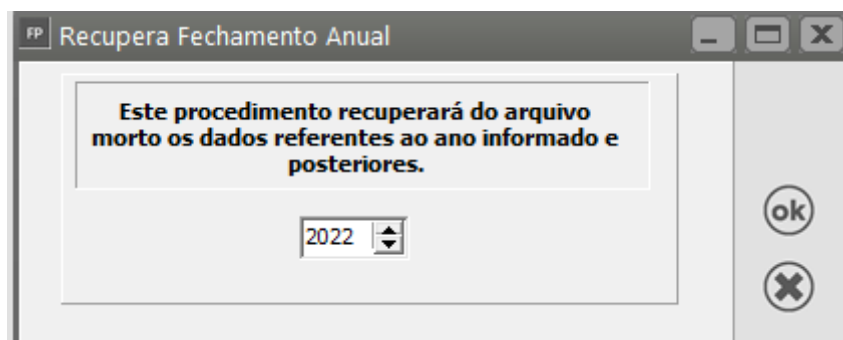 FP Recupera Fechamento Anual
Este procedimento recuperará do arquivo
morto os dados referentes ao ano informado e
posteriores.
2022
ok